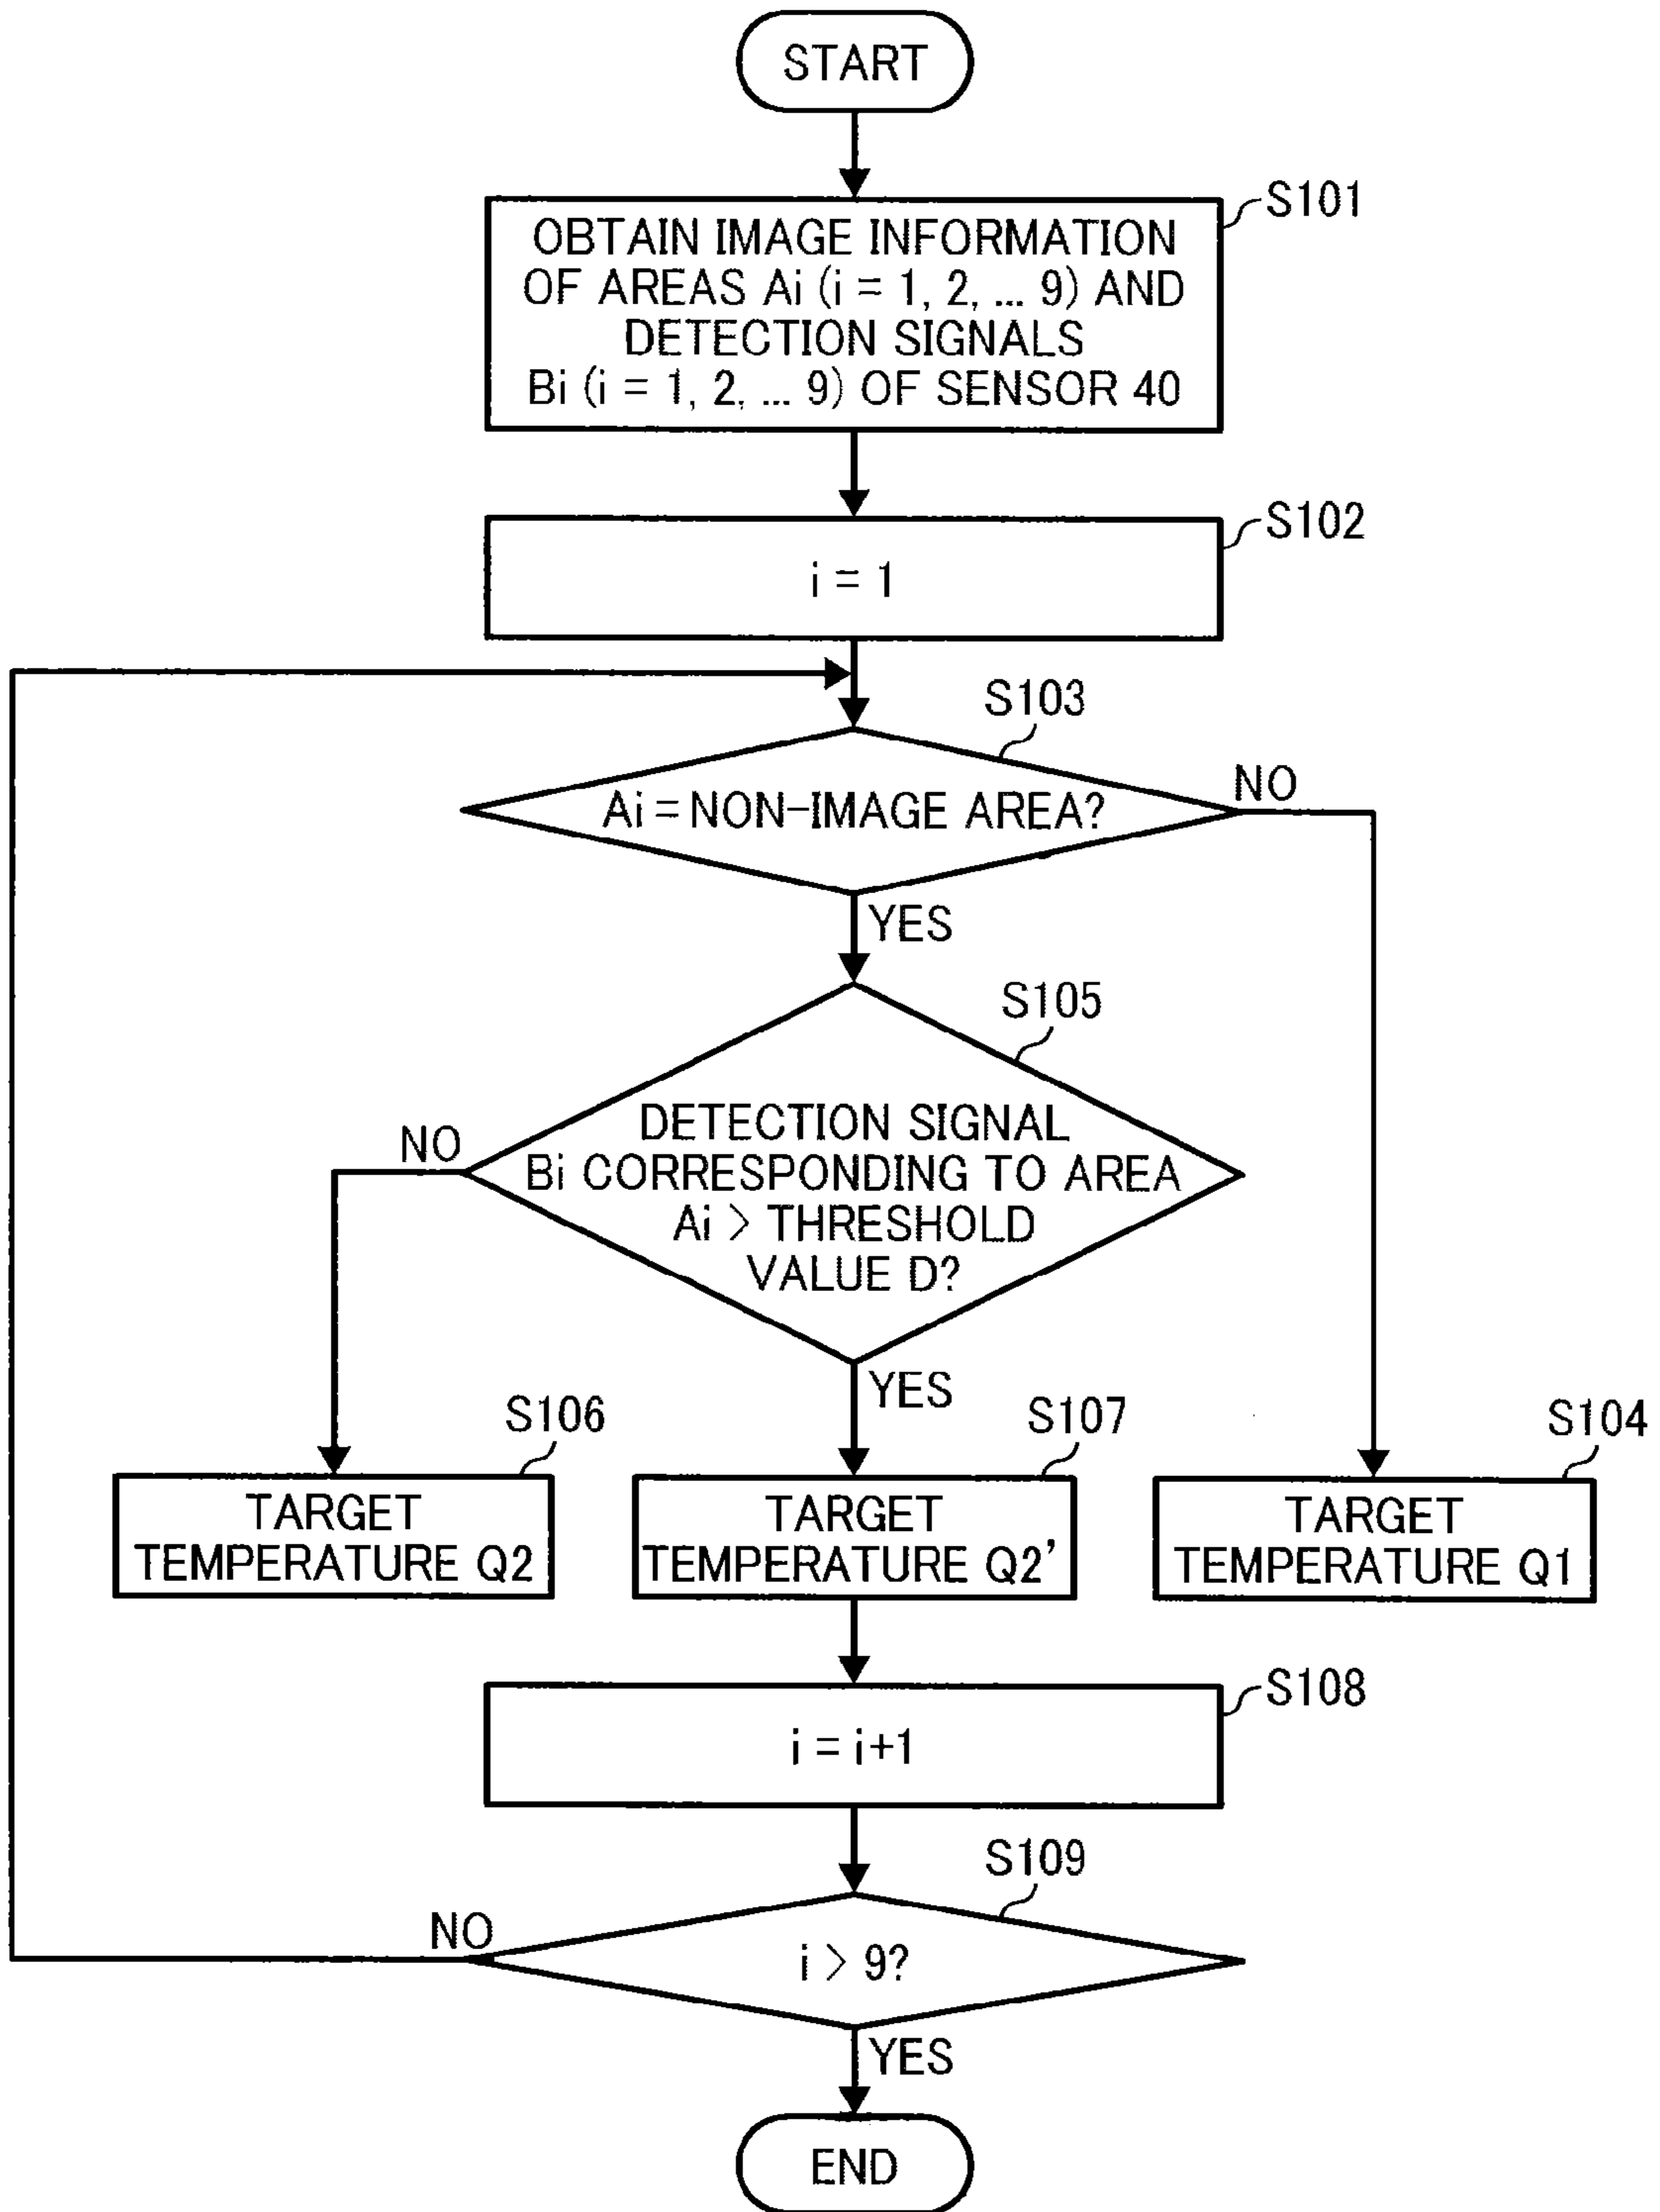 START
S101
OBTAIN IMAGE INFORMATION
OF AREAS Ai (i = 1, 2, ... 9) AND
DETECTION SIGNALS
Bi (i = 1, 2, ... 9) OF SENSOR 40
S102
i = 1
S103
Ai = NON-IMAGE AREA?
NO
YES
S105
DETECTION SIGNAL
Bi CORRESPONDING TO AREA
Ai > THRESHOLD
VALUE D?
NO
YES
S106
TARGET
TEMPERATURE Q2
S107
TARGET
TEMPERATURE Q2'
S104
TARGET
TEMPERATURE Q1
S108
i = i+1
S109
i > 9?
NO
YES
END